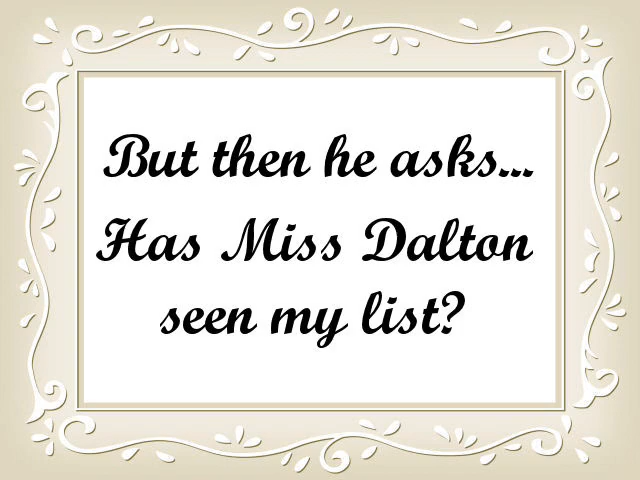 But then he asks...
Has Miss Dalton
seen my list?